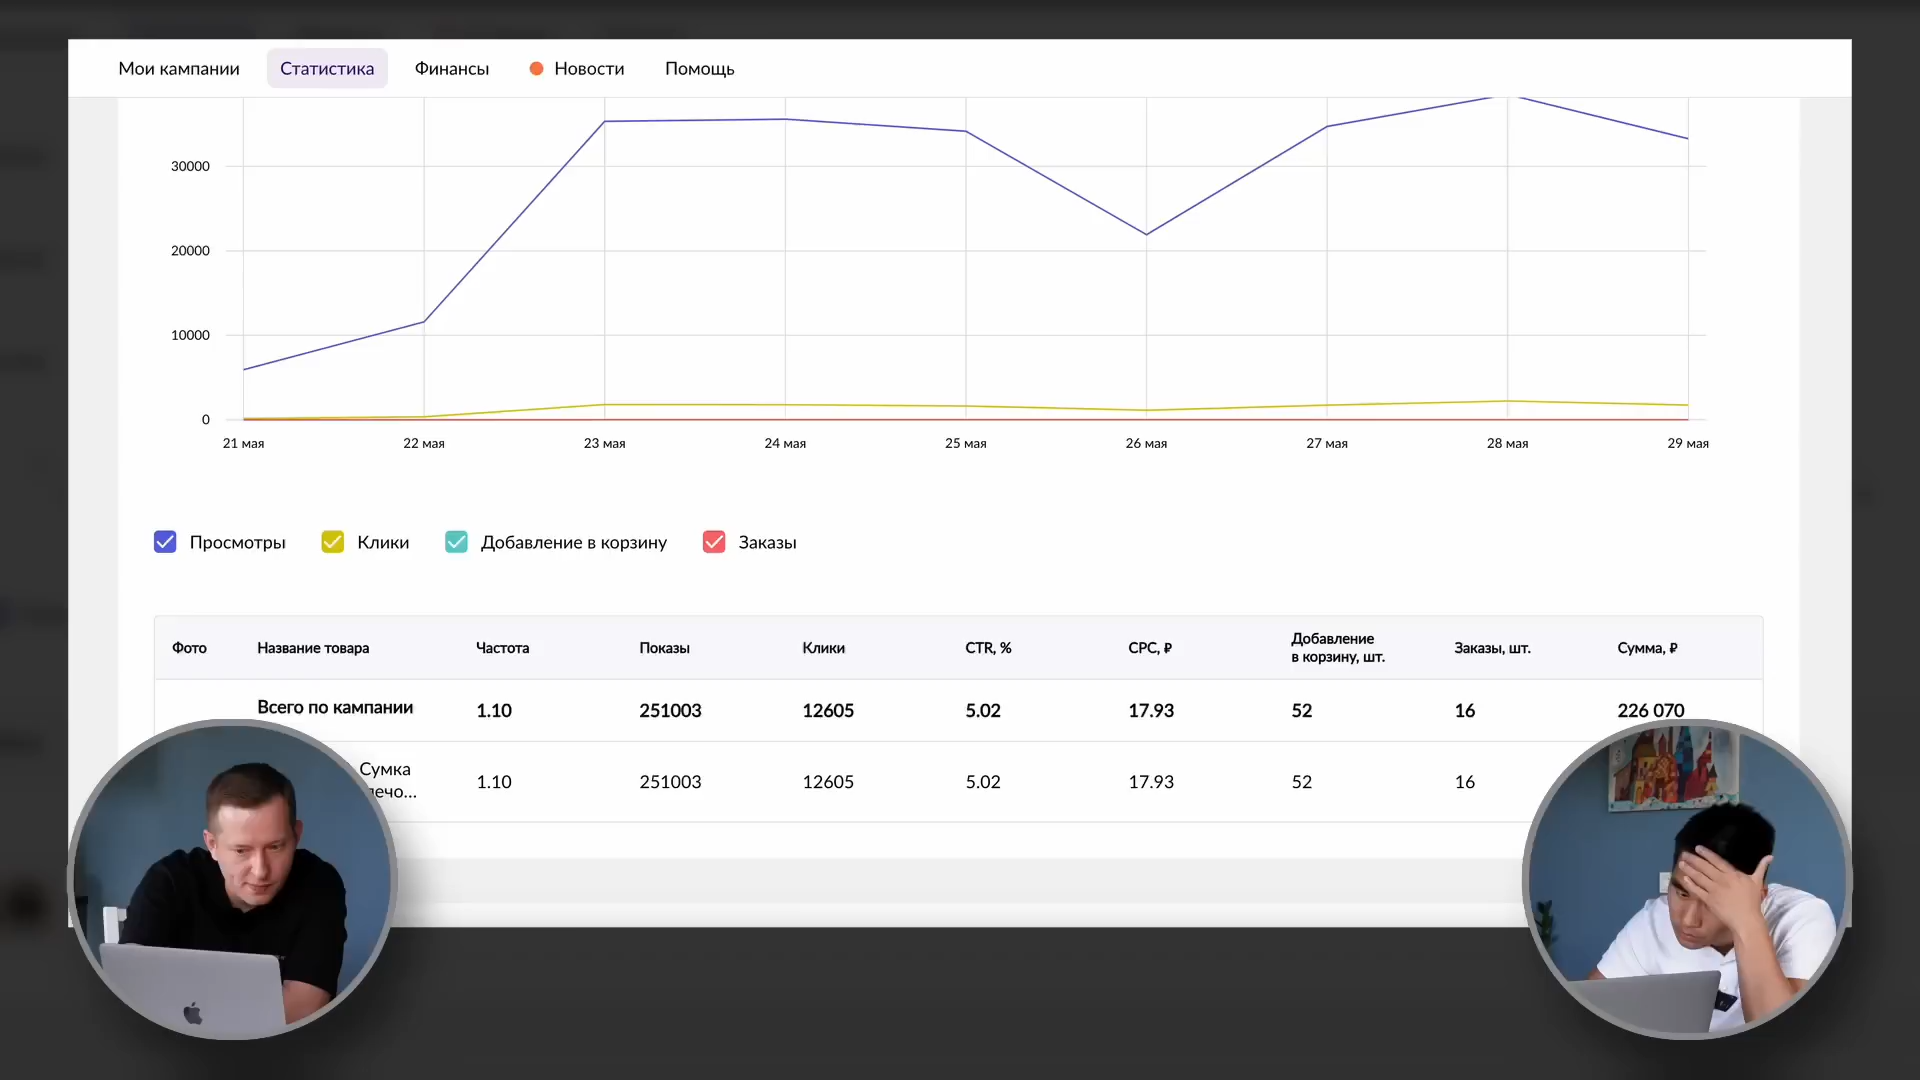 Мои кампании Статистика Финансы Новости Помощь
30000
20000
10000
0
21 мая 22 мая 23 мая 24 мая 25 мая 26 мая 27 мая 28 мая 29 мая
Просмотры Клики Добавление в корзину Заказы
Фото Название товара Частота Показы Клики CTR, % CPC, ₽ Добавление в корзину, шт. Заказы, шт. Сумма, ₽
Всего по кампании 1.10 251003 12605 5.02 17.93 52 16 226 070
Сумка 1.10 251003 12605 5.02 17.93 52 16